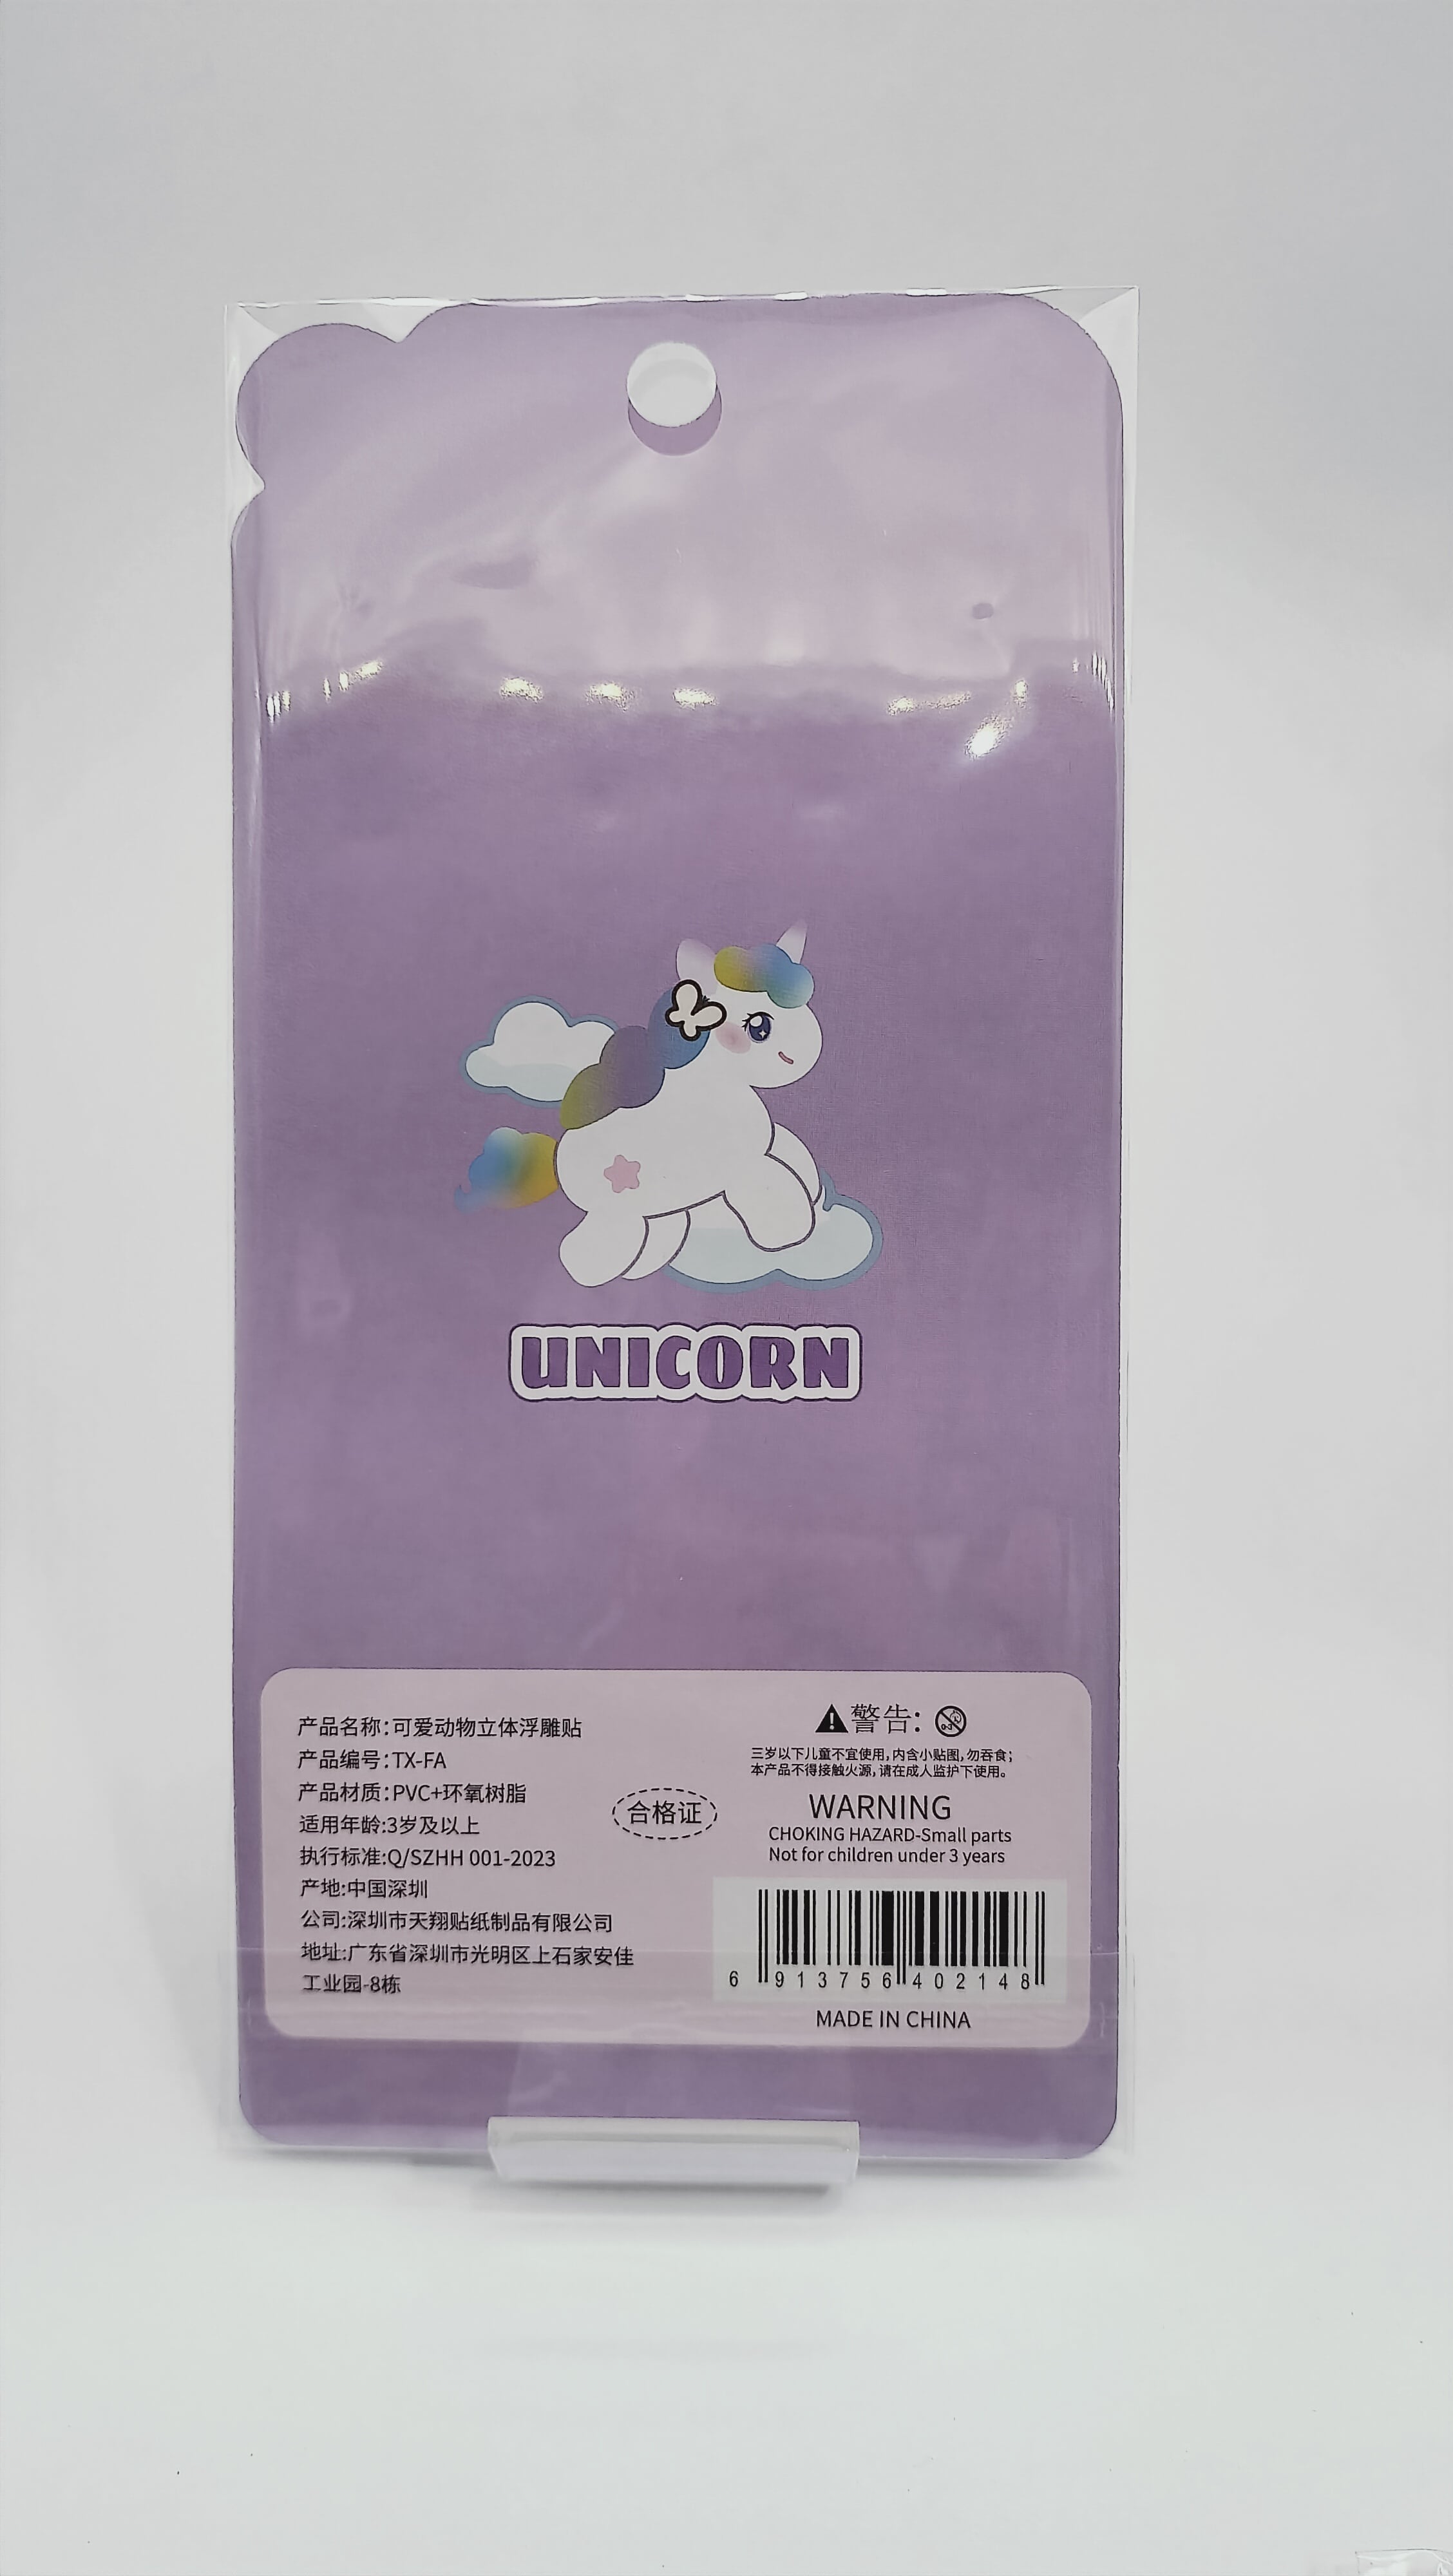 UNICORN
产品名称:可爱动物立体浮雕贴
产品编号:TX-FA
产品材质:PVC+环氧树脂
适用年龄:3岁及以上
执行标准:Q/SZHH 001-2023
产地:中国深圳
公司:深圳市天翔贴纸制品有限公司
地址:广东省深圳市光明区上石家安佳
工业园-8栋
合格证
警告:
0-3
三岁以下儿童不宜使用,内含小贴图,勿吞食;
本产品不得接触火源,请在成人监护下使用。
WARNING
CHOKING HAZARD-Small parts
Not for children under 3 years
6 913756 402148
MADE IN CHINA